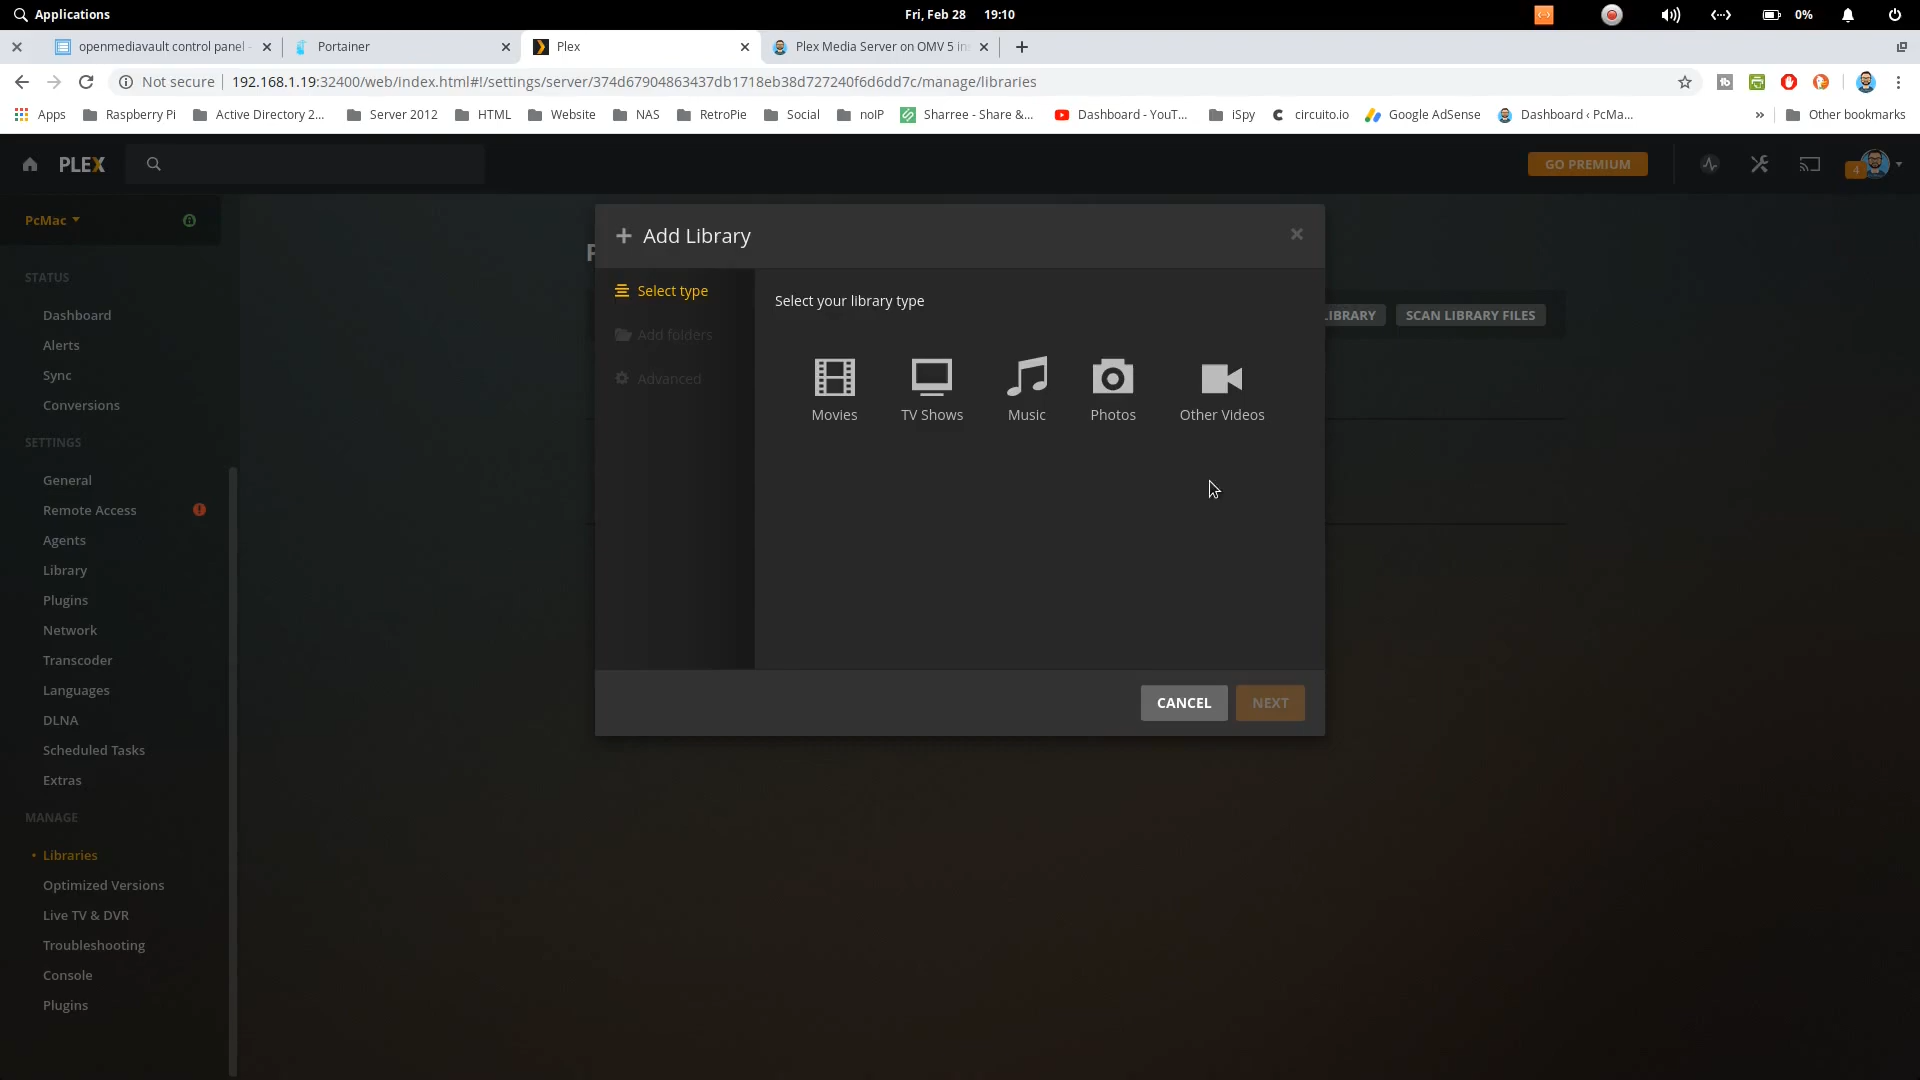 Applications
Fri, Feb 28 19:10
0%
openmediavault control panel -
Portainer
Plex
Plex Media Server on OMV 5 in
Not secure
192.168.1.19:32400/web/index.html#!/settings/server/374d67904863437db1718eb38d727240f6d6dd7c/manage/libraries
Apps
Raspberry Pi
Active Directory 2...
Server 2012
HTML
Website
NAS
RetroPie
Social
noIP
Sharree - Share &...
Dashboard - YouT...
iSpy
circuito.io
Google AdSense
Dashboard ‹ PcMa...
»
Other bookmarks
PLEX
GO PREMIUM
4
PcMac
STATUS
Dashboard
Alerts
Sync
Conversions
SETTINGS
General
Remote Access
Agents
Library
Plugins
Network
Transcoder
Languages
DLNA
Scheduled Tasks
Extras
MANAGE
Libraries
Optimized Versions
Live TV & DVR
Troubleshooting
Console
Plugins
LIBRARY
SCAN LIBRARY FILES
Add Library
Select type
Add folders
Advanced
Select your library type
Movies
TV Shows
Music
Photos
Other Videos
CANCEL
NEXT